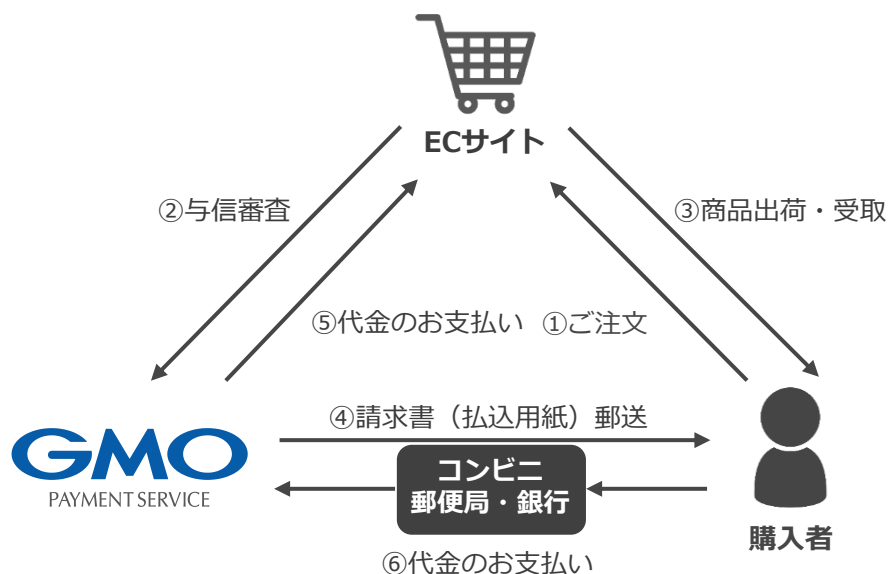 ECサイト
②与信審査
③商品出荷・受取
⑤代金のお支払い
①ご注文
④請求書（払込用紙）郵送
GMO
PAYMENT SERVICE
コンビニ
郵便局・銀行
購入者
⑥代金のお支払い